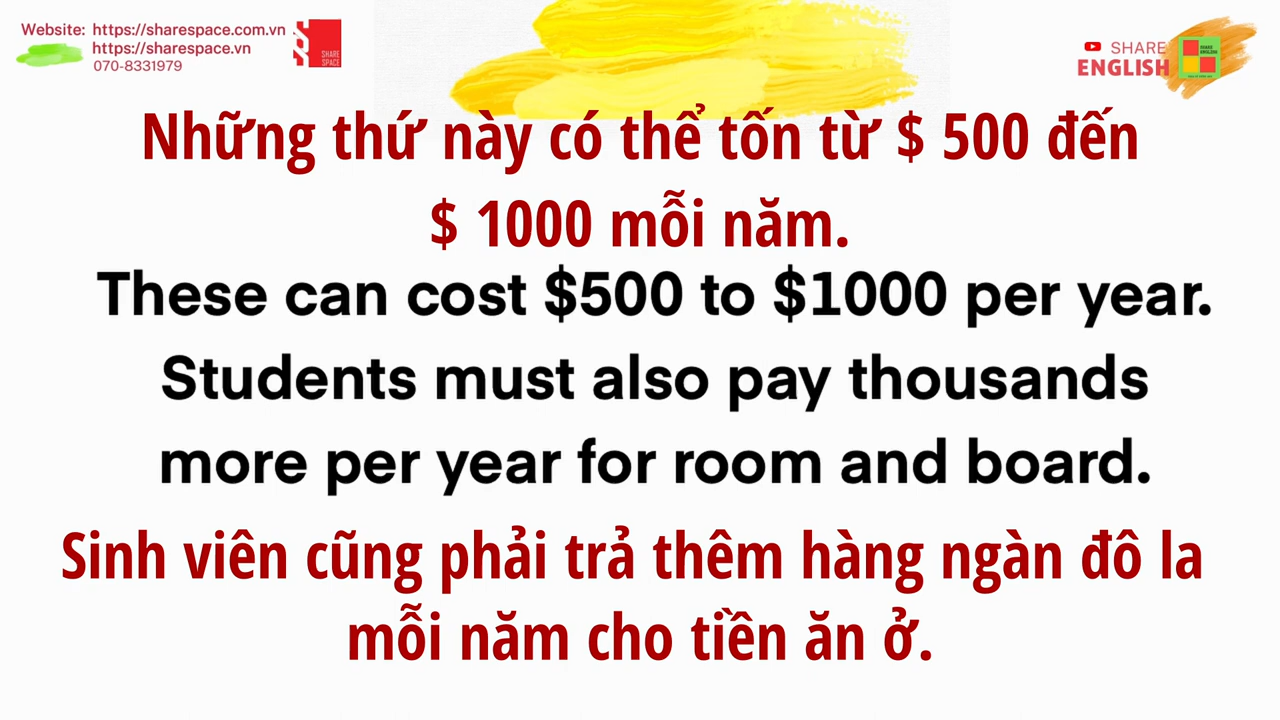 Website: https://sharespace.com.vn
https://sharespace.vn
070-8331979
SHARE
SPACE
SHARE
ENGLISH
Những thứ này có thể tốn từ $ 500 đến
$ 1000 mỗi năm.
These can cost $500 to $1000 per year.
Students must also pay thousands
more per year for room and board.
Sinh viên cũng phải trả thêm hàng ngàn đô la
mỗi năm cho tiền ăn ở.